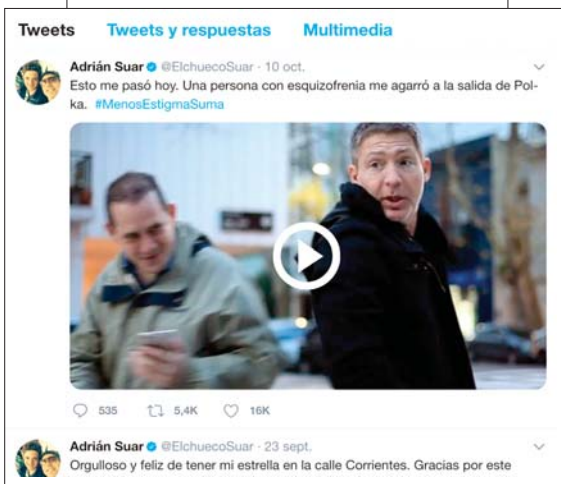 Tweets Tweets y respuestas Multimedia
Adrián Suar @ElchuecoSuar · 10 oct.
Esto me pasó hoy. Una persona con esquizofrenia me agarró a la salida de Pol-
ka. #MenosEstigmaSuma
535 5,4K 16K
Adrián Suar @ElchuecoSuar · 23 sept.
Orgulloso y feliz de tener mi estrella en la calle Corrientes. Gracias por este